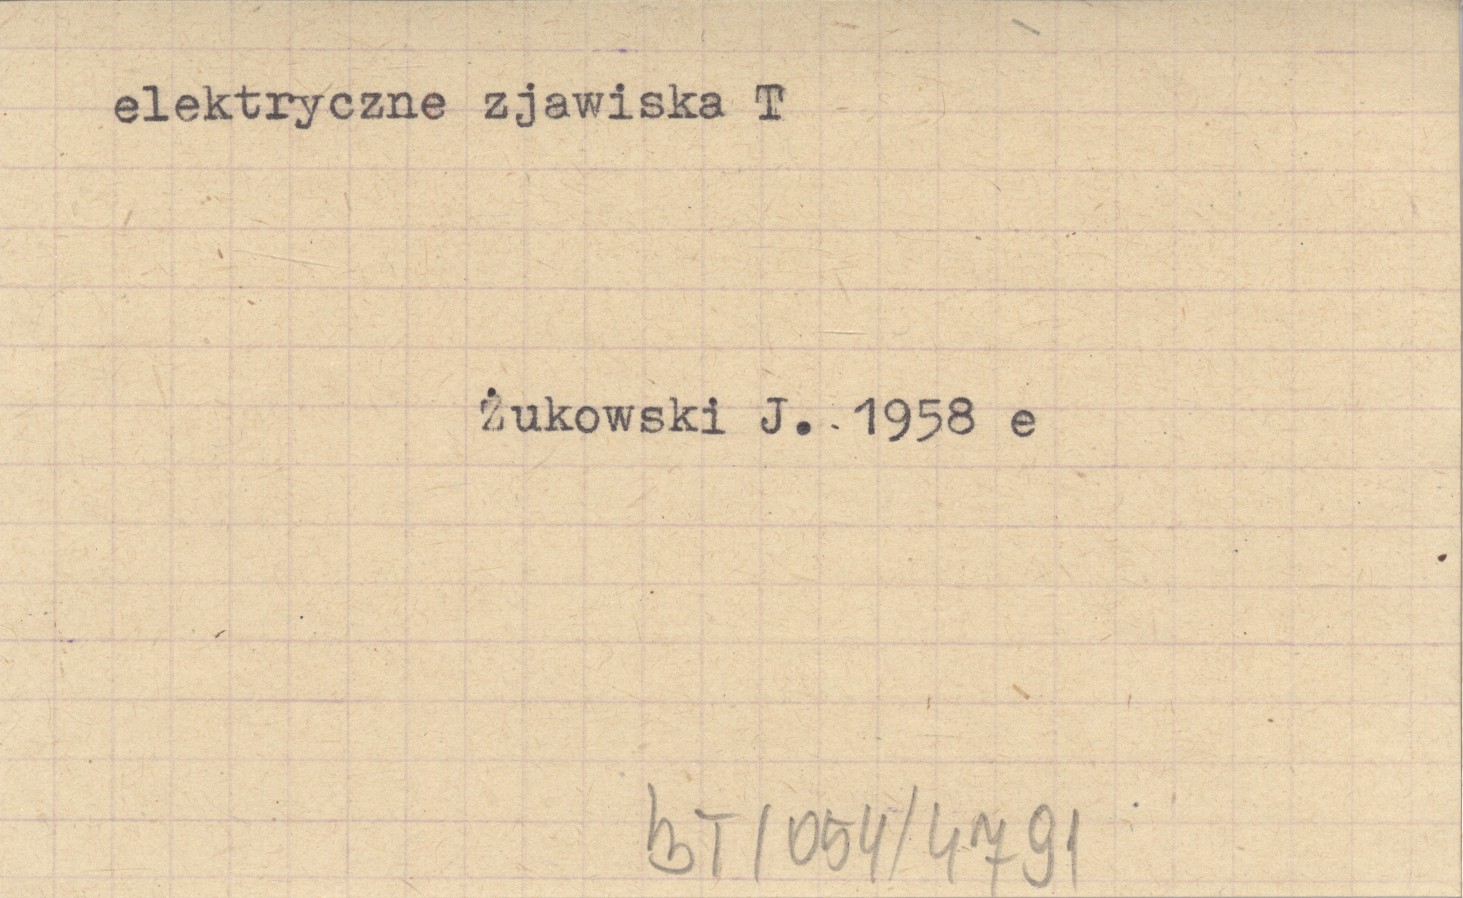 elektryczne zjawiska T
Żukowski J. 1958 e
BT/054/4791